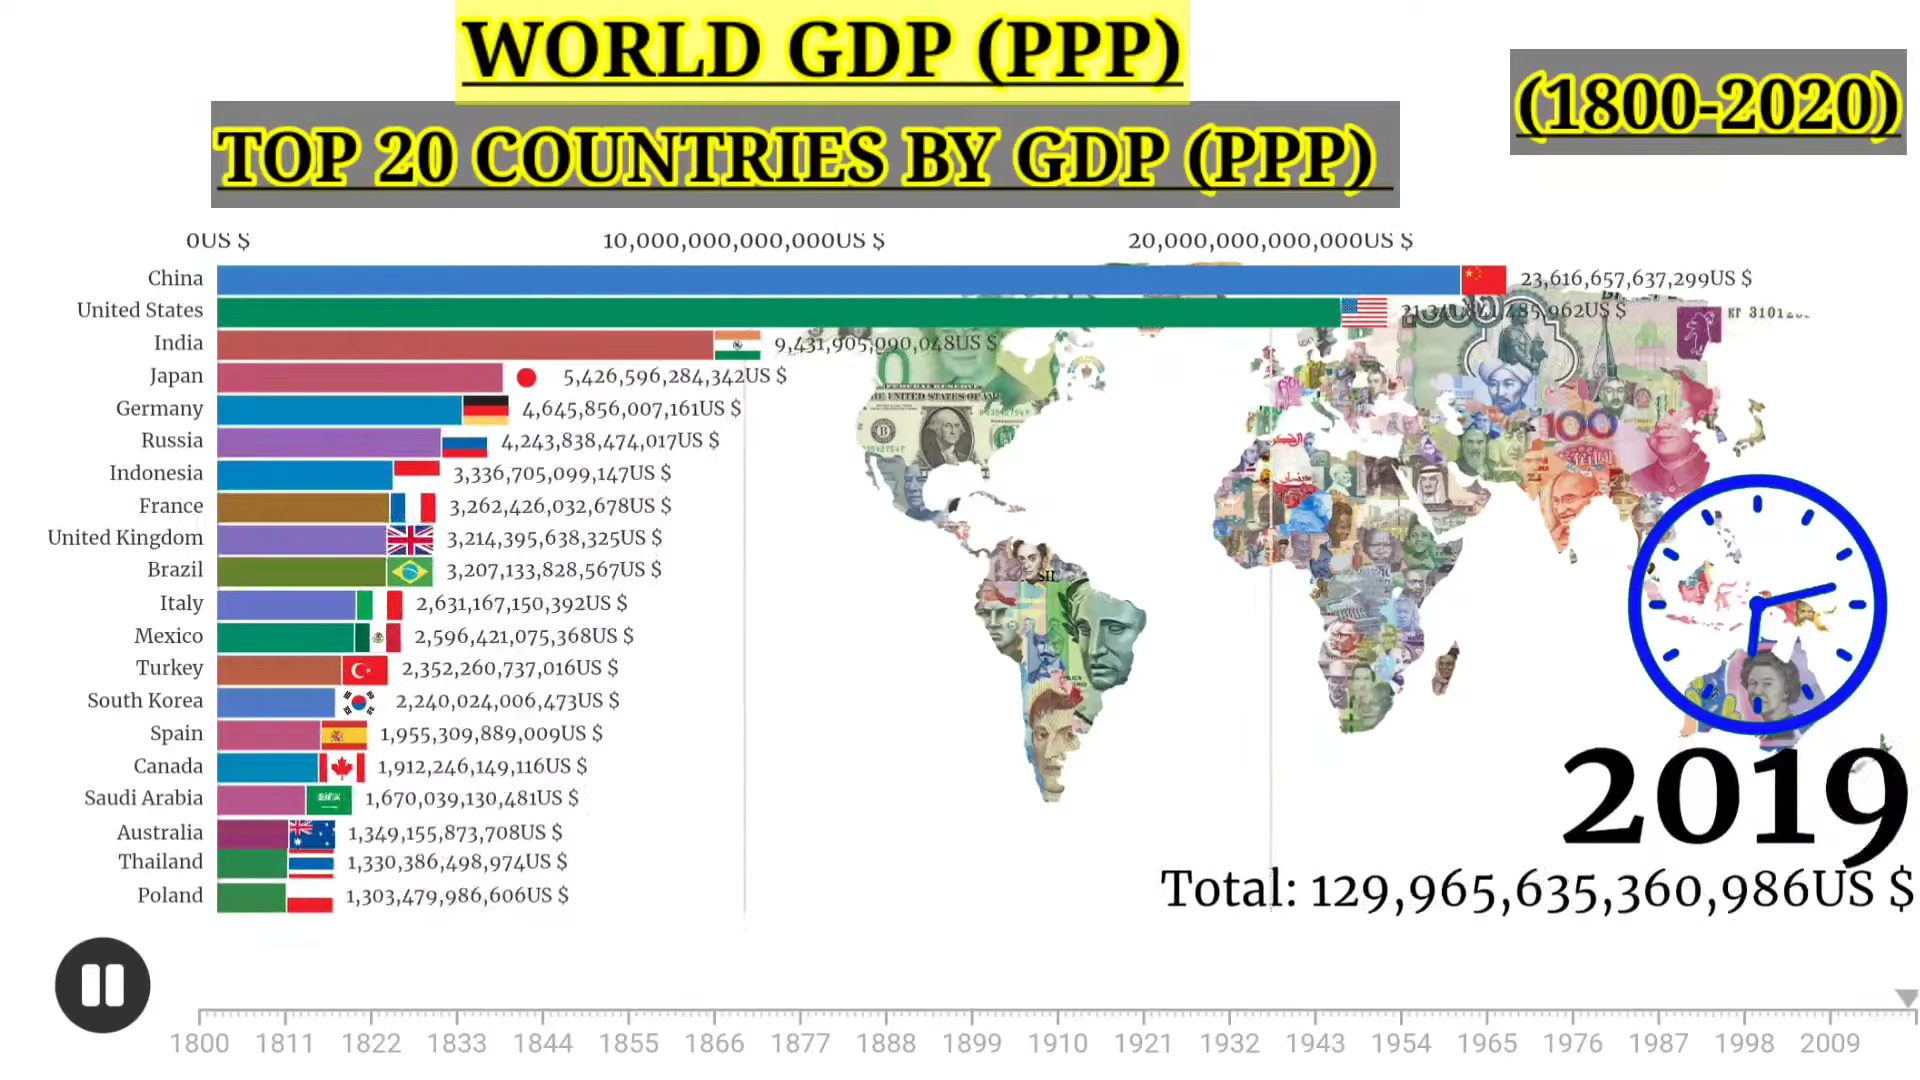 WORLD GDP (PPP)
(1800-2020)
TOP 20 COUNTRIES BY GDP (PPP)
0US $ 10,000,000,000,000US $ 20,000,000,000,000US $
China 23,616,657,637,299US $
United States 21,341,841,485,962US $
India 9,431,905,090,048US $
Japan 5,426,596,284,342US $
Germany 4,645,856,007,161US $
Russia 4,243,838,474,017US $
Indonesia 3,336,705,099,147US $
France 3,262,426,032,678US $
United Kingdom 3,214,395,638,325US $
Brazil 3,207,133,828,567US $
Italy 2,631,167,150,392US $
Mexico 2,596,421,075,368US $
Turkey 2,352,260,737,016US $
South Korea 2,240,024,006,473US $
Spain 1,955,309,889,009US $
Canada 1,912,246,149,116US $
Saudi Arabia 1,670,039,130,481US $
Australia 1,349,155,873,708US $
Thailand 1,330,386,498,974US $
Poland 1,303,479,986,606US $
2019
Total: 129,965,635,360,986US $
1800 1811 1822 1833 1844 1855 1866 1877 1888 1899 1910 1921 1932 1943 1954 1965 1976 1987 1998 2009